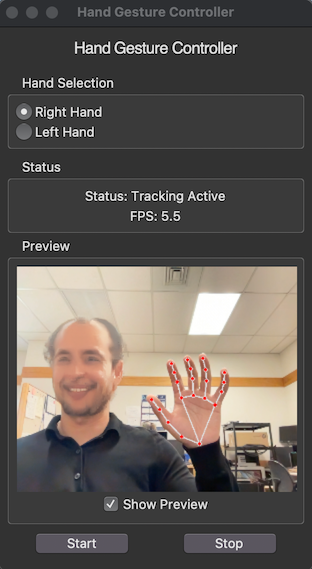 Hand Gesture Controller
Hand Gesture Controller
Hand Selection
Right Hand
Left Hand
Status
Status: Tracking Active
FPS: 5.5
Preview
Show Preview
Start
Stop